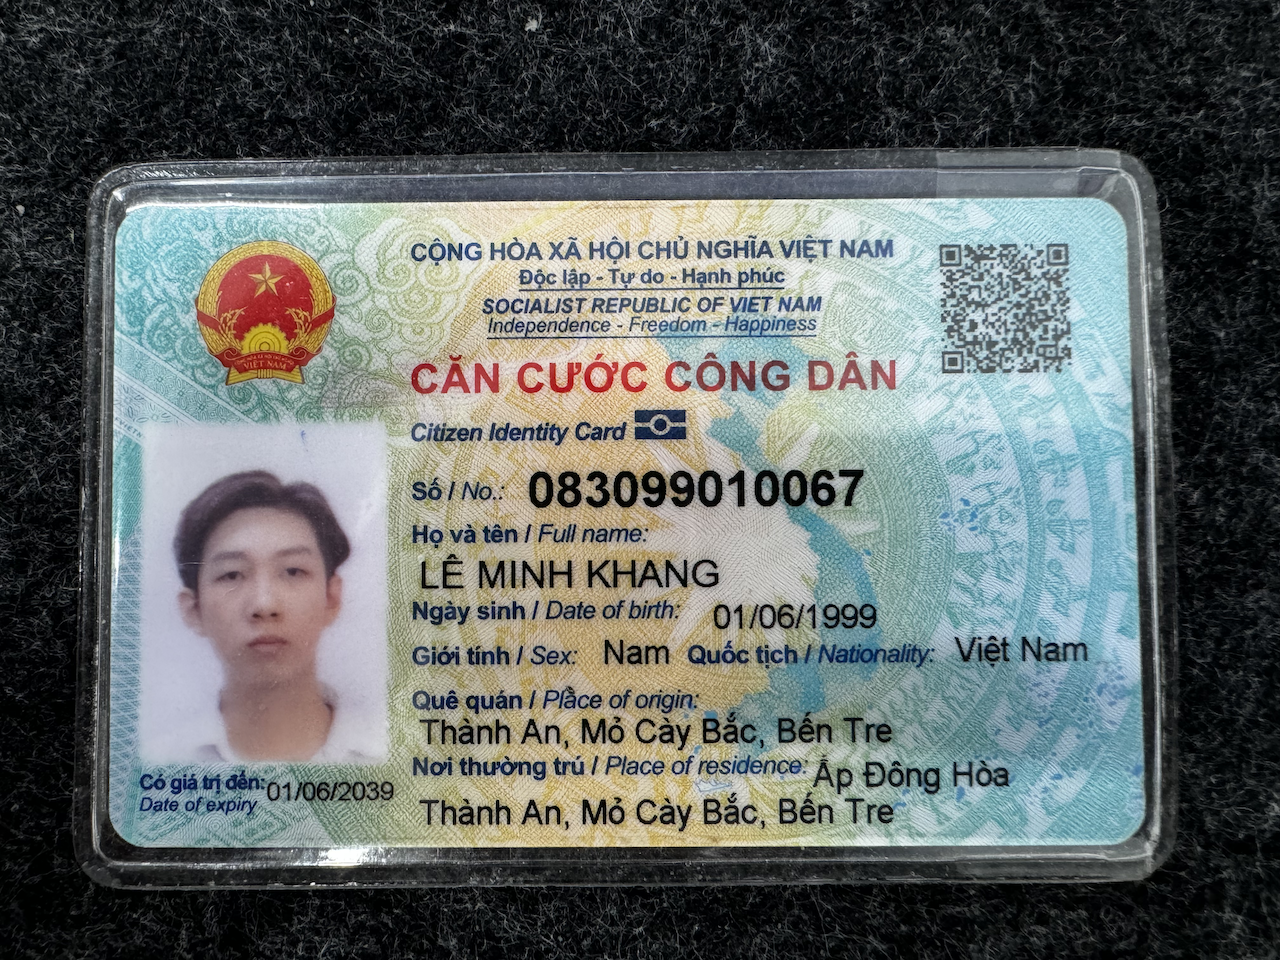 CỘNG HÒA XÃ HỘI CHỦ NGHĨA VIỆT NAM
Độc lập - Tự do - Hạnh phúc
SOCIALIST REPUBLIC OF VIET NAM
Independence - Freedom - Happiness
VIỆT NAM
CĂN CƯỚC CÔNG DÂN
Citizen Identity Card
Số / No.: 083099010067
Họ và tên / Full name:
LÊ MINH KHANG
Ngày sinh / Date of birth: 01/06/1999
Giới tính / Sex: Nam Quốc tịch / Nationality: Việt Nam
Quê quán / Place of origin:
Thành An, Mỏ Cày Bắc, Bến Tre
Nơi thường trú / Place of residence: Ấp Đông Hòa
Thành An, Mỏ Cày Bắc, Bến Tre
Có giá trị đến: 01/06/2039
Date of expiry